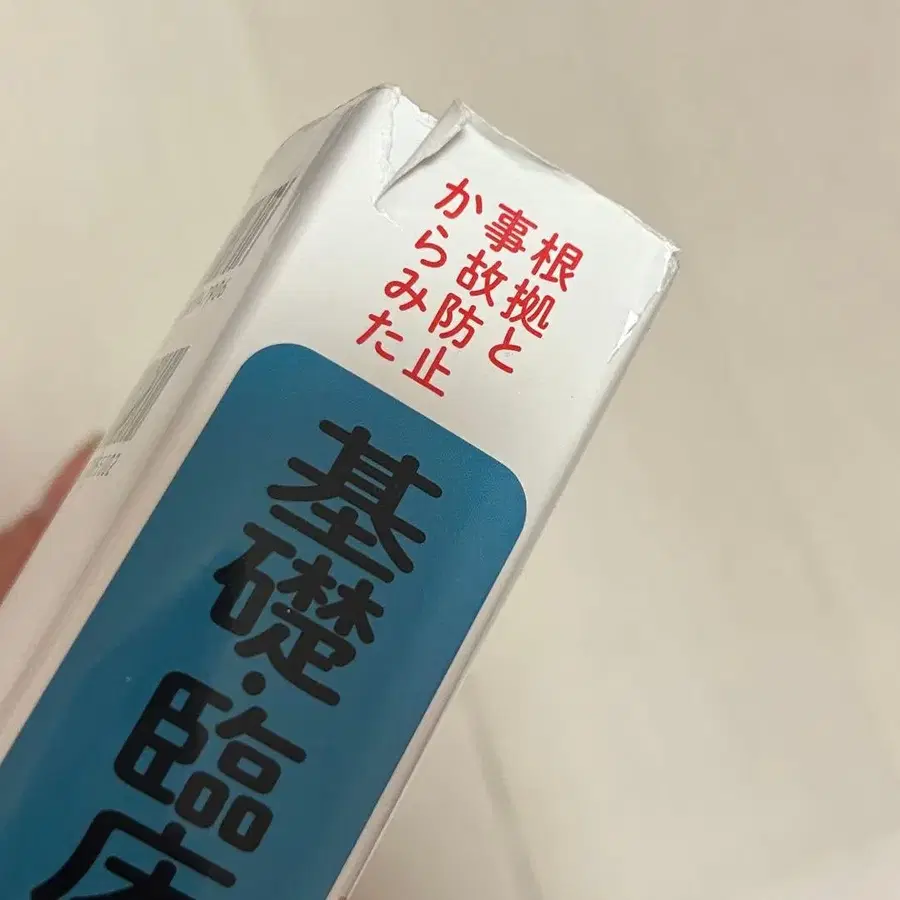 根拠と
事故防止
からみた
基礎・臨床